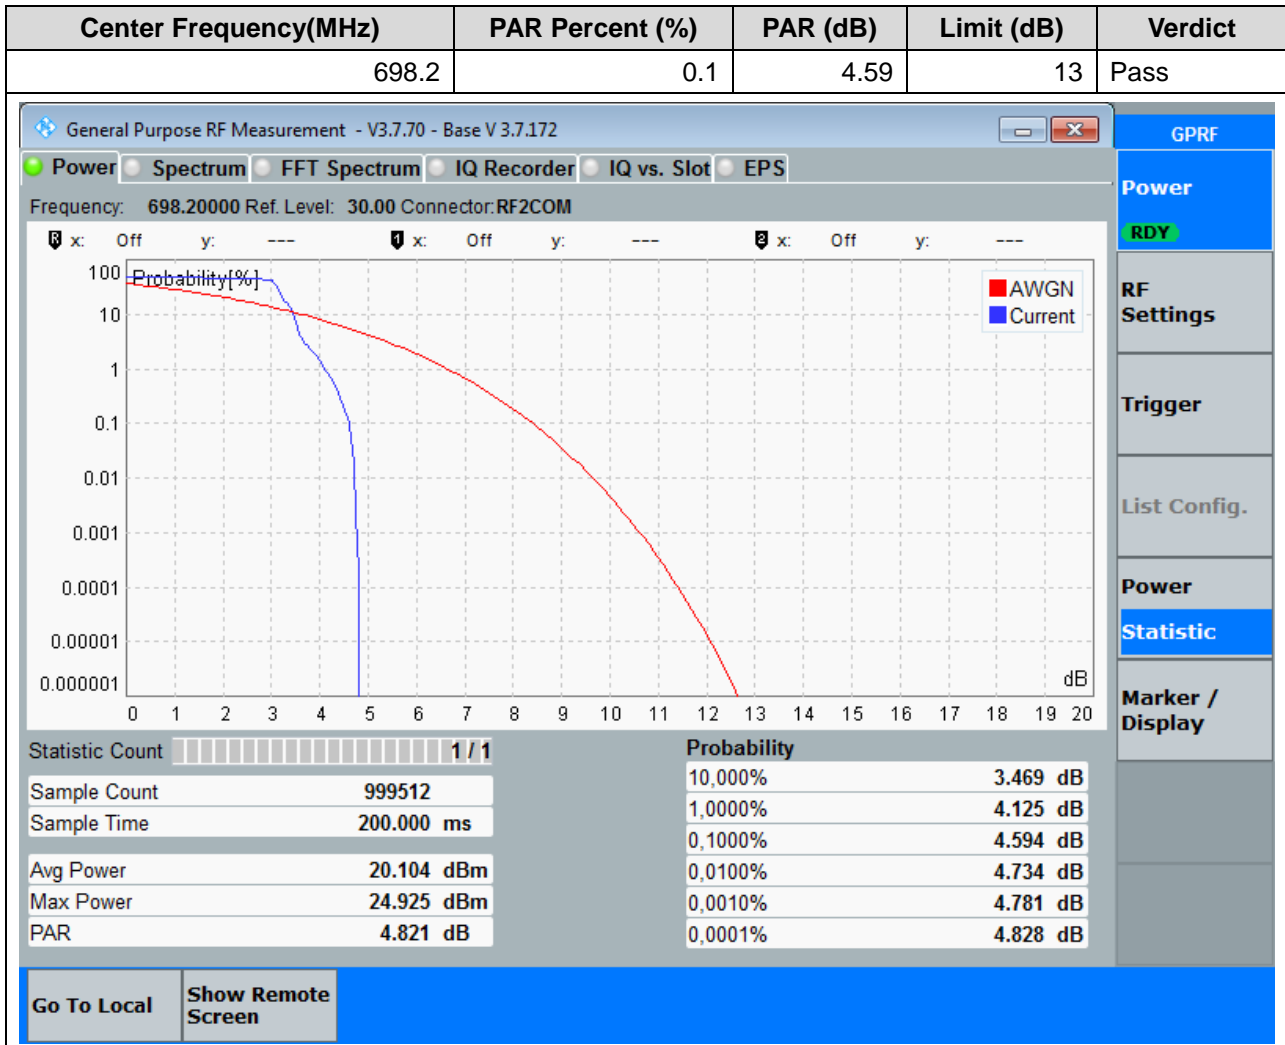 Center Frequency(MHz) PAR Percent (%) PAR (dB) Limit (dB) Verdict
698.2 0.1 4.59 13 Pass
General Purpose RF Measurement - V3.7.70 - Base V 3.7.172
GPRF
Power Spectrum FFT Spectrum IQ Recorder IQ vs. Slot EPS
Power
RDY
Frequency: 698.20000 Ref. Level: 30.00 Connector:RF2COM
R x: Off y: --- 1 x: Off y: --- 2 x: Off y: ---
Probability[%]
AWGN
Current
100
10
1
0.1
0.01
0.001
0.0001
0.00001
0.000001
dB
0 1 2 3 4 5 6 7 8 9 10 11 12 13 14 15 16 17 18 19 20
RF
Settings
Trigger
List Config.
Power
Statistic
Marker /
Display
Statistic Count 1 / 1
Sample Count 999512
Sample Time 200.000 ms
Avg Power 20.104 dBm
Max Power 24.925 dBm
PAR 4.821 dB
Probability
10,000% 3.469 dB
1,0000% 4.125 dB
0,1000% 4.594 dB
0,0100% 4.734 dB
0,0010% 4.781 dB
0,0001% 4.828 dB
Go To Local
Show Remote
Screen